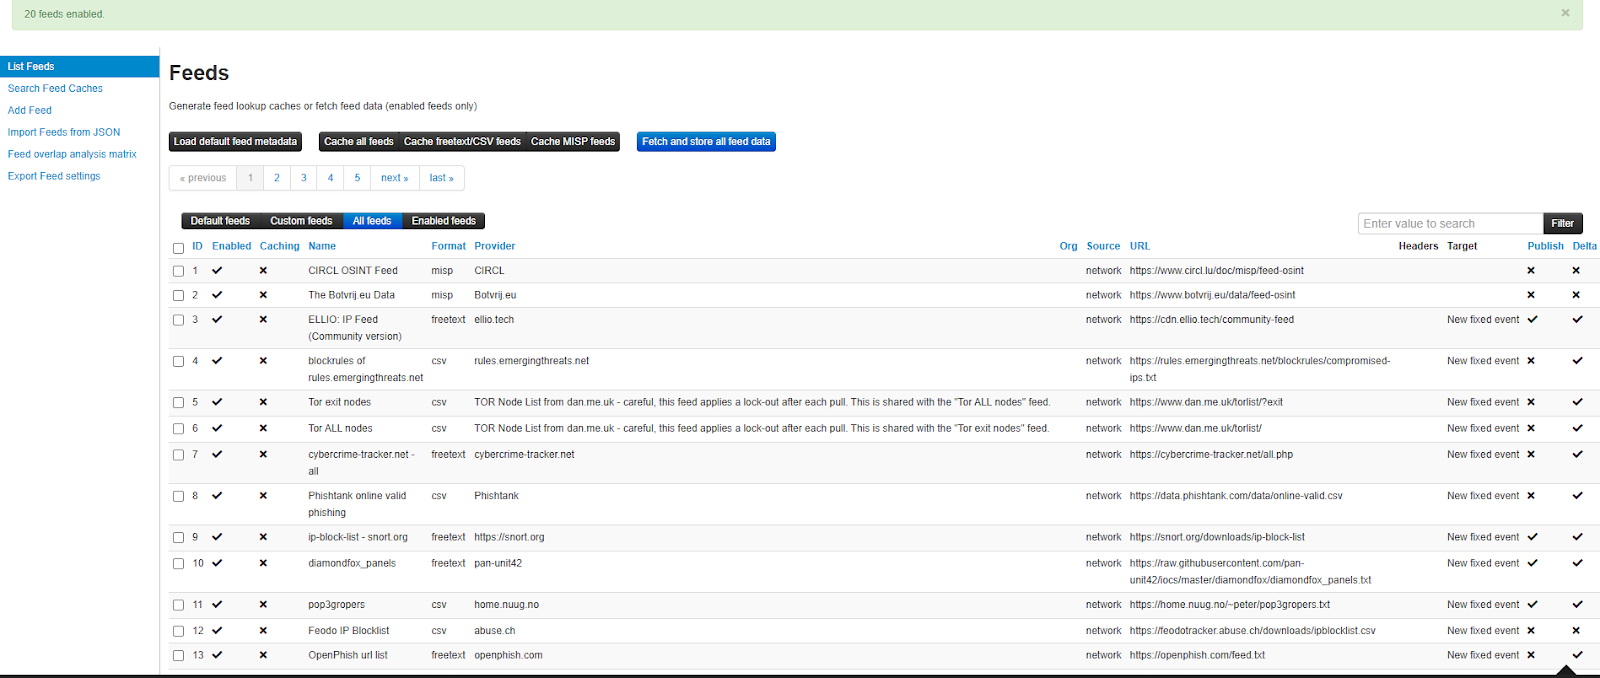 20 feeds enabled.
×
List Feeds
Search Feed Caches
Add Feed
Import Feeds from JSON
Feed overlap analysis matrix
Export Feed settings
Feeds
Generate feed lookup caches or fetch feed data (enabled feeds only)
Load default feed metadata Cache all feeds Cache freetext/CSV feeds Cache MISP feeds Fetch and store all feed data
« previous 1 2 3 4 5 next » last »
Default feeds Custom feeds All feeds Enabled feeds Enter value to search Filter
ID Enabled Caching Name Format Provider Org Source URL Headers Target Publish Delta
1 ✔ ✖ CIRCL OSINT Feed misp CIRCL network https://www.circl.lu/doc/misp/feed-osint ✖ ✖
2 ✔ ✖ The Botvrij.eu Data misp Botvrij.eu network https://www.botvrij.eu/data/feed-osint ✖ ✖
3 ✔ ✖ ELLIO: IP Feed freetext ellio.tech network https://cdn.ellio.tech/community-feed New fixed event ✔ ✔
(Community version)
4 ✔ ✖ blockrules of csv rules.emergingthreats.net network https://rules.emergingthreats.net/blockrules/compromised- New fixed event ✖ ✔
rules.emergingthreats.net ips.txt
5 ✔ ✖ Tor exit nodes csv TOR Node List from dan.me.uk - careful, this feed applies a lock-out after each pull. This is shared with the "Tor ALL nodes" feed. network https://www.dan.me.uk/torlist/?exit New fixed event ✖ ✔
6 ✔ ✖ Tor ALL nodes csv TOR Node List from dan.me.uk - careful, this feed applies a lock-out after each pull. This is shared with the "Tor exit nodes" feed. network https://www.dan.me.uk/torlist/ New fixed event ✖ ✔
7 ✔ ✖ cybercrime-tracker.net - freetext cybercrime-tracker.net network https://cybercrime-tracker.net/all.php New fixed event ✖ ✔
all
8 ✔ ✖ Phishtank online valid csv Phishtank network https://data.phishtank.com/data/online-valid.csv New fixed event ✖ ✔
phishing
9 ✔ ✖ ip-block-list - snort.org freetext https://snort.org network https://snort.org/downloads/ip-block-list New fixed event ✔ ✔
10 ✔ ✖ diamondfox_panels freetext pan-unit42 network https://raw.githubusercontent.com/pan- New fixed event ✔ ✔
unit42/iocs/master/diamondfox/diamondfox_panels.txt
11 ✔ ✖ pop3gropers csv home.nuug.no network https://home.nuug.no/~peter/pop3gropers.txt New fixed event ✔ ✔
12 ✔ ✖ Feodo IP Blocklist csv abuse.ch network https://feodotracker.abuse.ch/downloads/ipblocklist.csv New fixed event ✖ ✖
13 ✔ ✖ OpenPhish url list freetext openphish.com network https://openphish.com/feed.txt New fixed event ✖ ✔